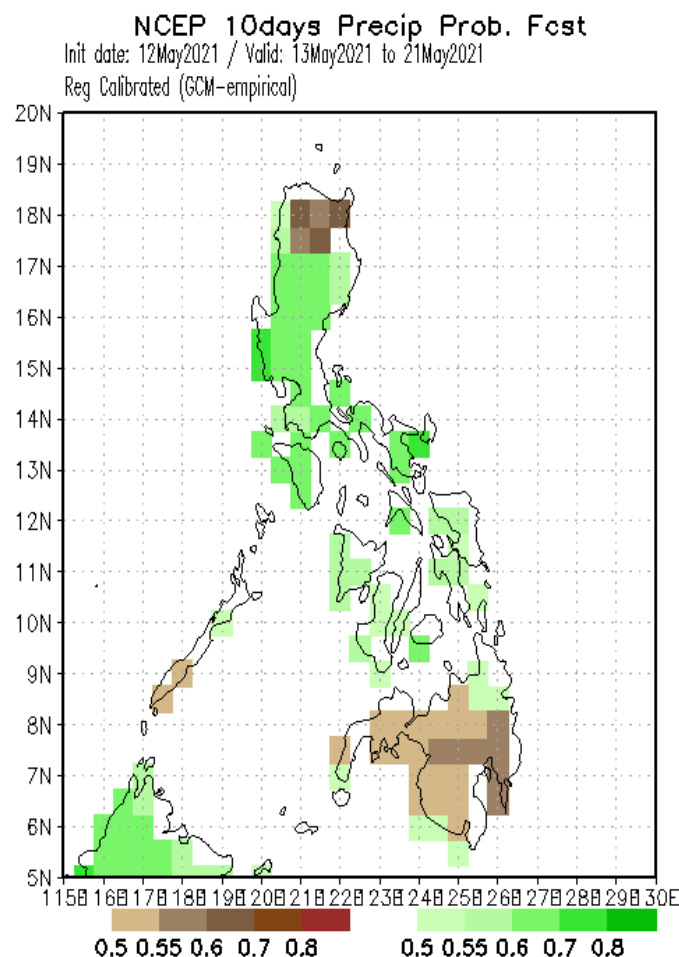 NCEP 10days Precip Prob. Fcst
Init date: 12May2021 / Valid: 13May2021 to 21May2021
Reg Calibrated (GCM-empirical)
20N
19N
18N
17N
16N
15N
14N
13N
12N
11N
10N
9N
8N
7N
6N
5N
115E 116E 117E 118E 119E 120E 121E 122E 123E 124E 125E 126E 127E 128E 129E 130E
0.5 0.55 0.6 0.7 0.8 0.5 0.55 0.6 0.7 0.8